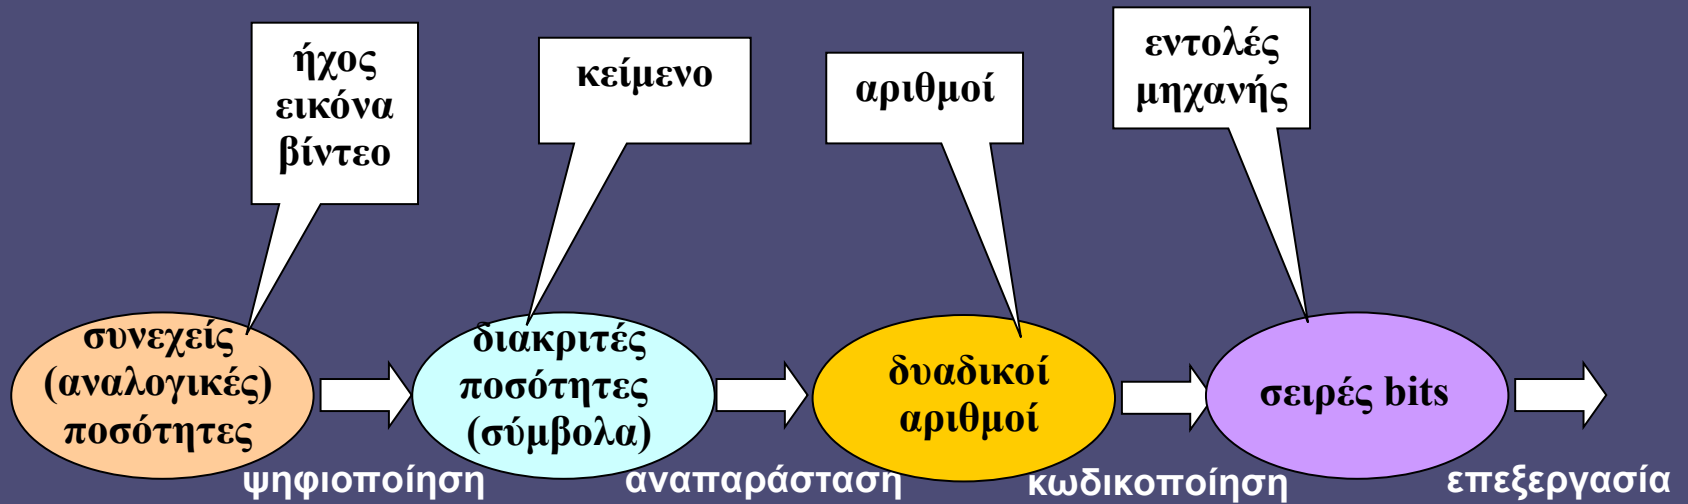 ήχος
εικόνα
βίντεο
κείμενο
αριθμοί
εντολές
μηχανής
συνεχείς
(αναλογικές)
ποσότητες
διακριτές
ποσότητες
(σύμβολα)
δυαδικοί
αριθμοί
σειρές bits
ψηφιοποίηση
αναπαράσταση
κωδικοποίηση
επεξεργασία